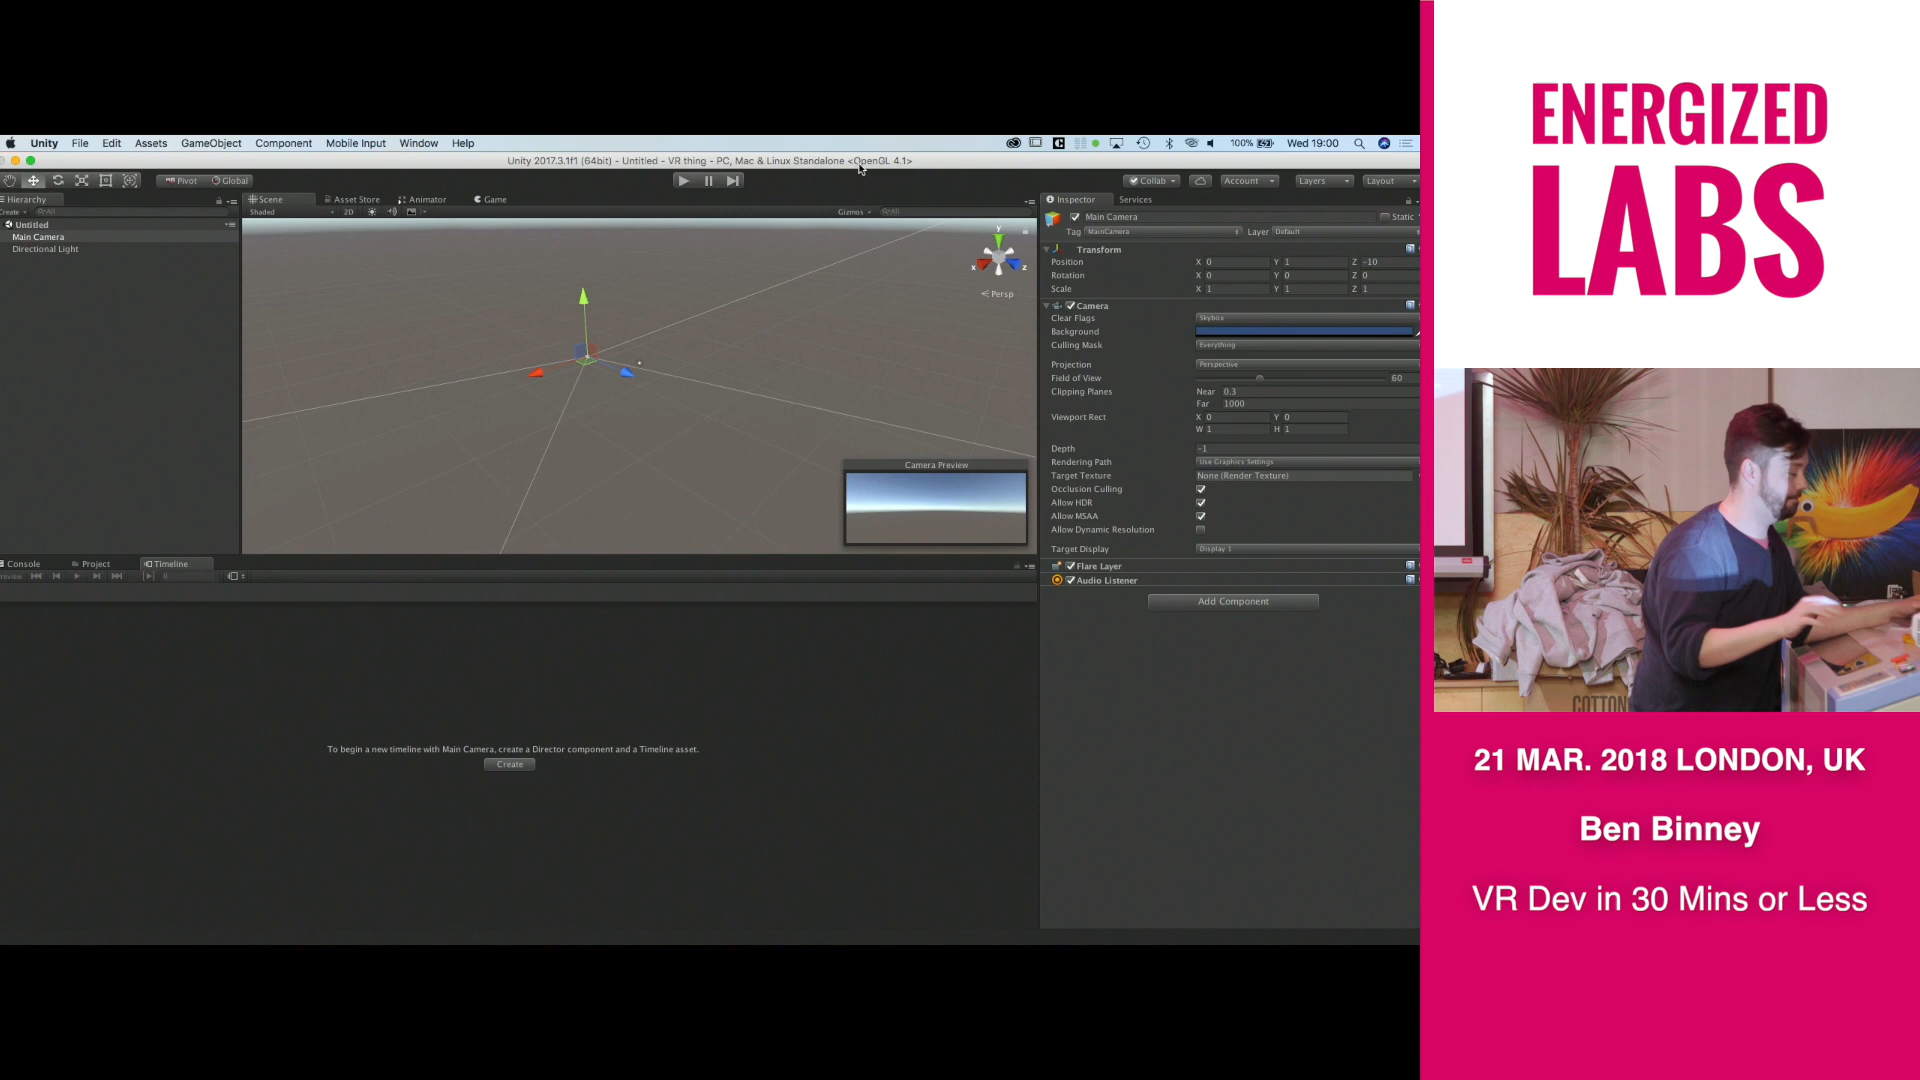 Unity File Edit Assets GameObject Component Mobile Input Window Help
100% Wed 19:00
Unity 2017.3.1f1 (64bit) - Untitled - VR thing - PC, Mac & Linux Standalone <OpenGL 4.1>
Pivot Global
Collab Account Layers Layout
Hierarchy
Create All
Untitled
Main Camera
Directional Light
Scene Asset Store Animator Game
Shaded 2D Gizmos All
y
x z
Persp
Camera Preview
Inspector Services
Main Camera Static
Tag MainCamera Layer Default
Transform
Position X 0 Y 1 Z -10
Rotation X 0 Y 0 Z 0
Scale X 1 Y 1 Z 1
Camera
Clear Flags Skybox
Background
Culling Mask Everything
Projection Perspective
Field of View 60
Clipping Planes Near 0.3
Far 1000
Viewport Rect X 0 Y 0
W 1 H 1
Depth -1
Rendering Path Use Graphics Settings
Target Texture None (Render Texture)
Occlusion Culling
Allow HDR
Allow MSAA
Allow Dynamic Resolution
Target Display Display 1
Flare Layer
Audio Listener
Add Component
Console Project Timeline
0
To begin a new timeline with Main Camera, create a Director component and a Timeline asset.
Create
ENERGIZED
LABS
COTTON
21 MAR. 2018 LONDON, UK
Ben Binney
VR Dev in 30 Mins or Less